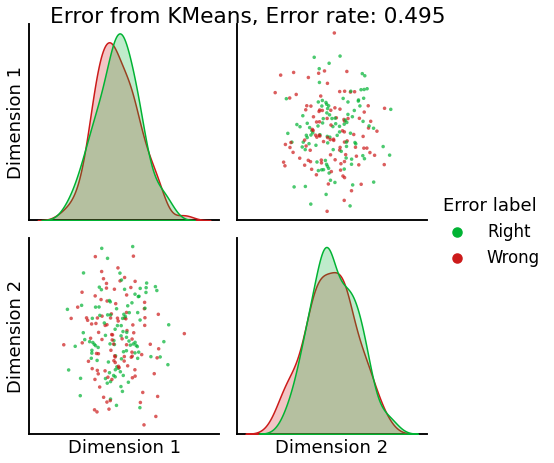 Error from KMeans, Error rate: 0.495
Dimension 1
Error label
Right
Wrong
Dimension 2
Dimension 1
Dimension 2